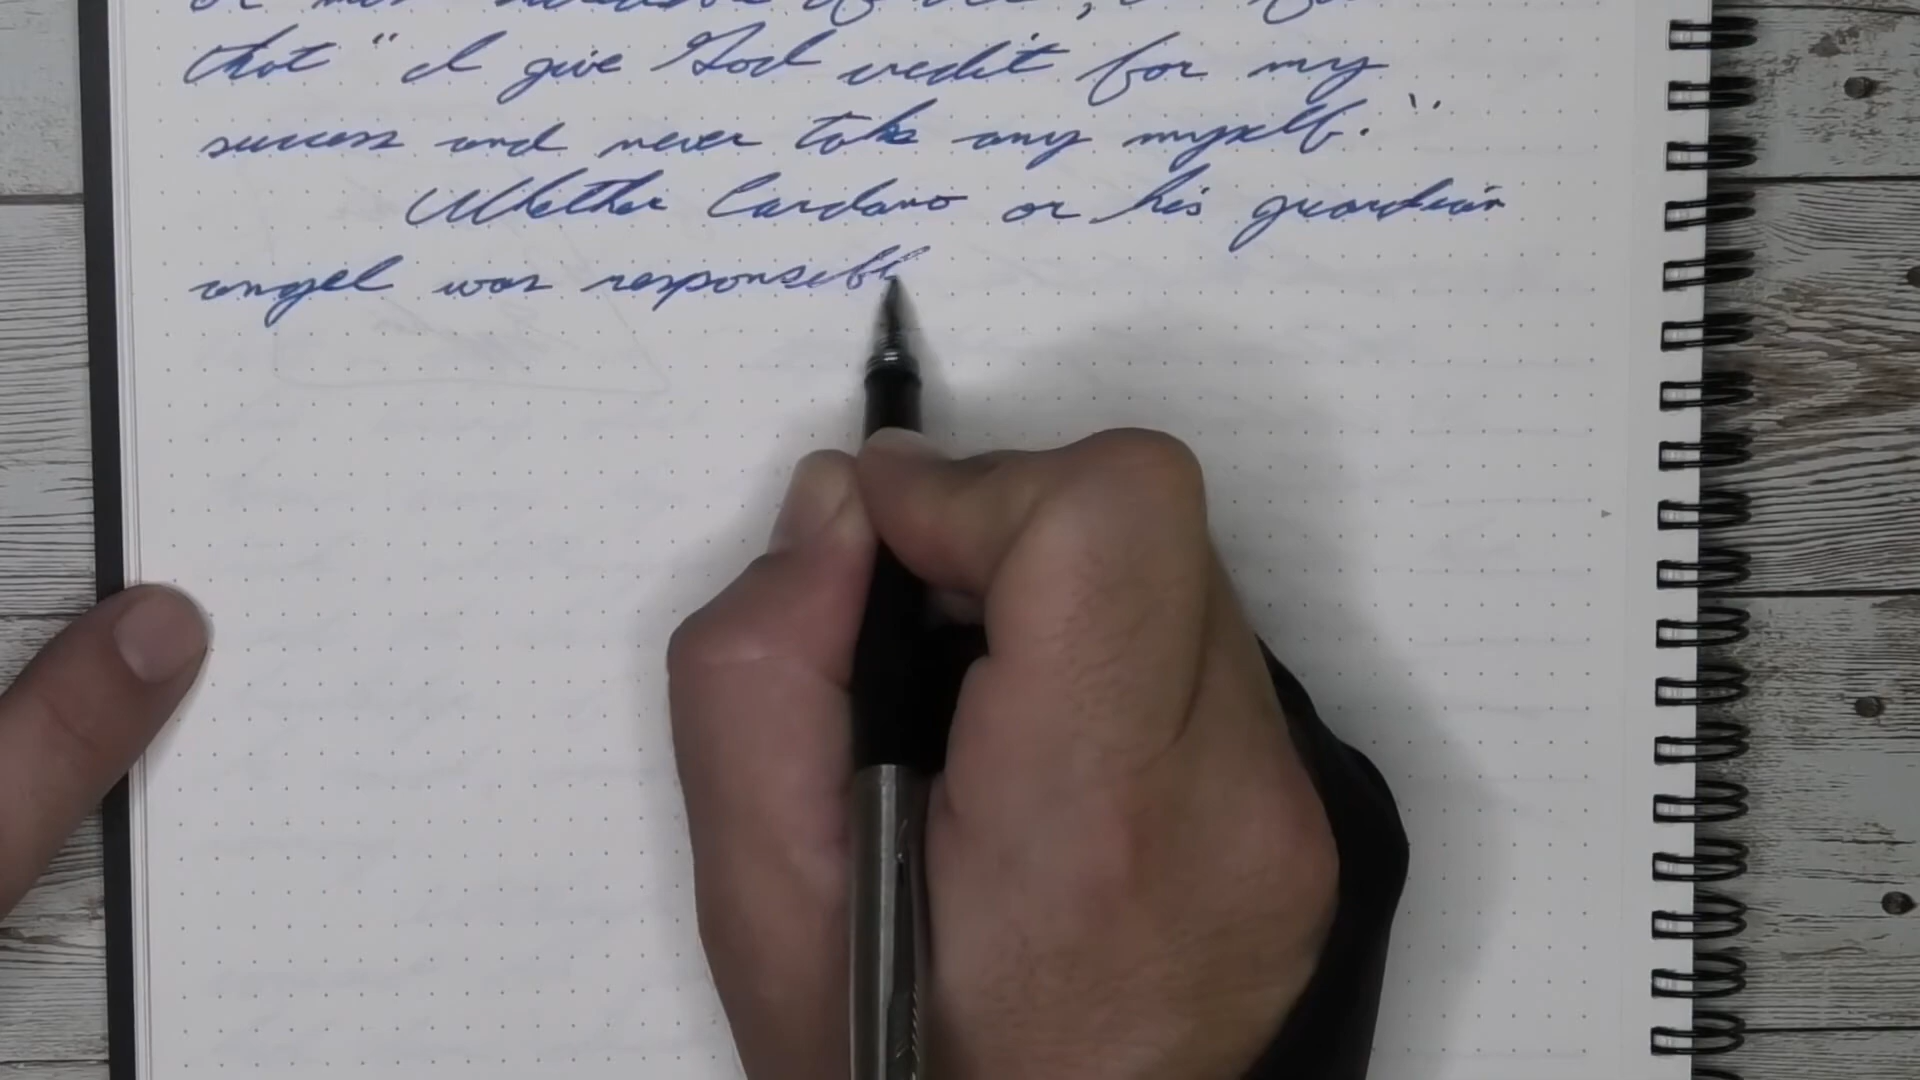 that "I give God credit for my
success and never take any myself."
Whether Cardano or his guardian
angel was responsibl